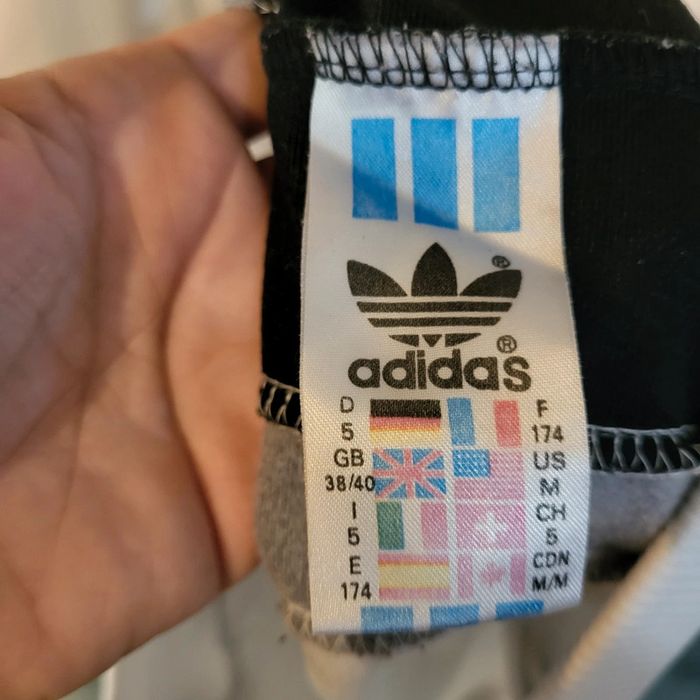 ®
adidas®
D F
5 174
GB US
38/40 M
I CH
5 5
E CDN
174 M/M